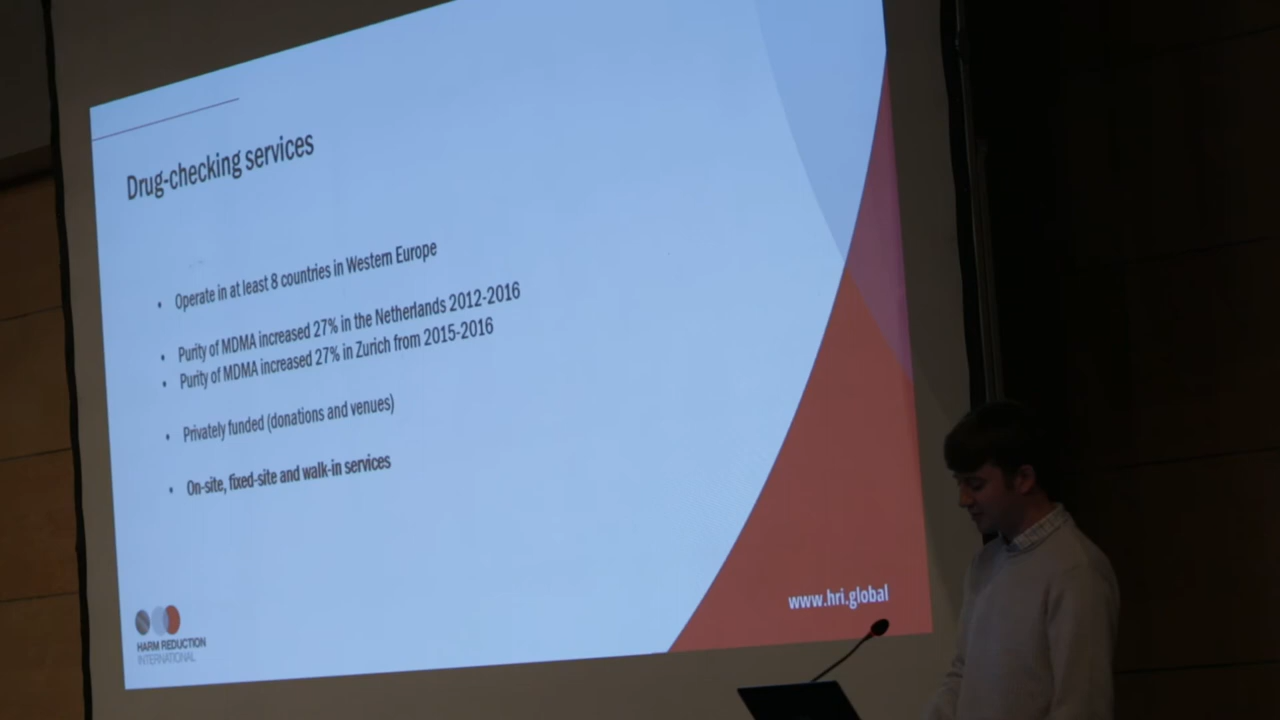 Drug-checking services
• Operate in at least 8 countries in Western Europe
• Purity of MDMA increased 27% in the Netherlands 2012-2016
• Purity of MDMA increased 27% in Zurich from 2015-2016
• Privately funded (donations and venues)
• On-site, fixed-site and walk-in services
www.hri.global
HARM REDUCTION
INTERNATIONAL